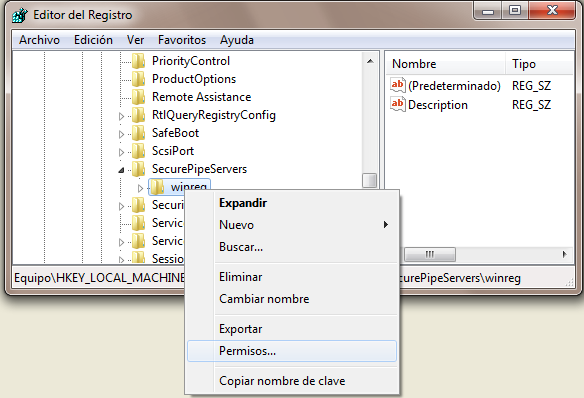 Editor del Registro
Archivo Edición Ver Favoritos Ayuda
PriorityControl
ProductOptions
Remote Assistance
RtlQueryRegistryConfig
SafeBoot
ScsiPort
SecurePipeServers
winreg
Securi
Servic
Servic
Sessio
Nombre Tipo
(Predeterminado) REG_SZ
Description REG_SZ
Expandir
Nuevo
Buscar...
Eliminar
Cambiar nombre
Exportar
Permisos...
Copiar nombre de clave
Equipo\HKEY_LOCAL_MACHINE curePipeServers\winreg